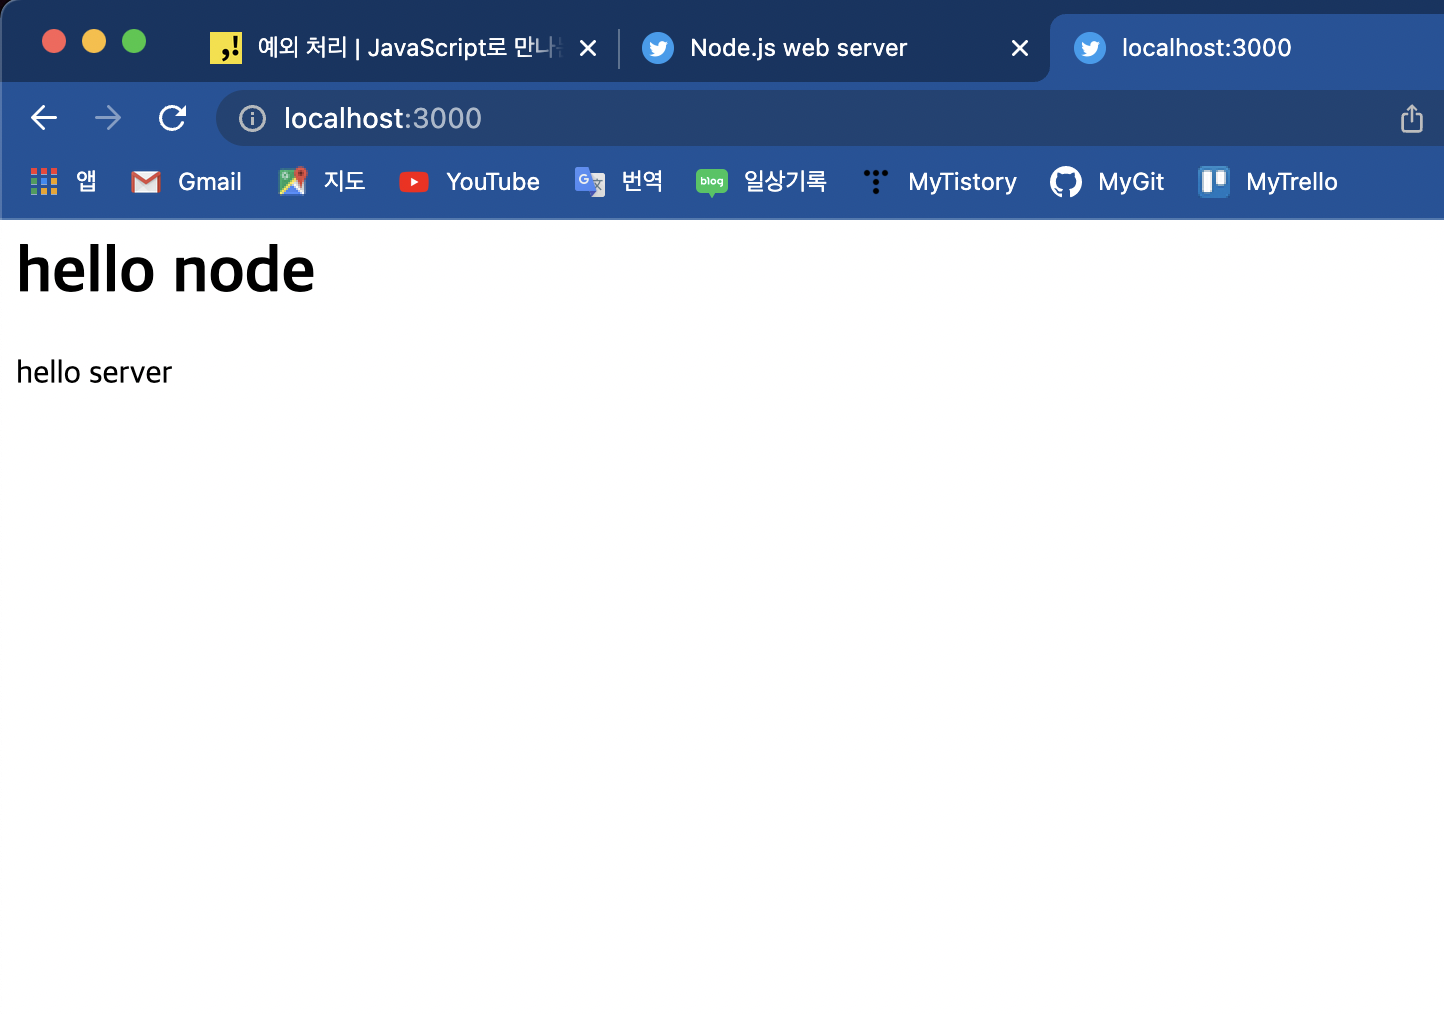 예외 처리 | JavaScript로 만나 Node.js web server localhost:3000
localhost:3000
앱 Gmail 지도 YouTube 번역 blog 일상기록 MyTistory MyGit MyTrello
hello node
hello server